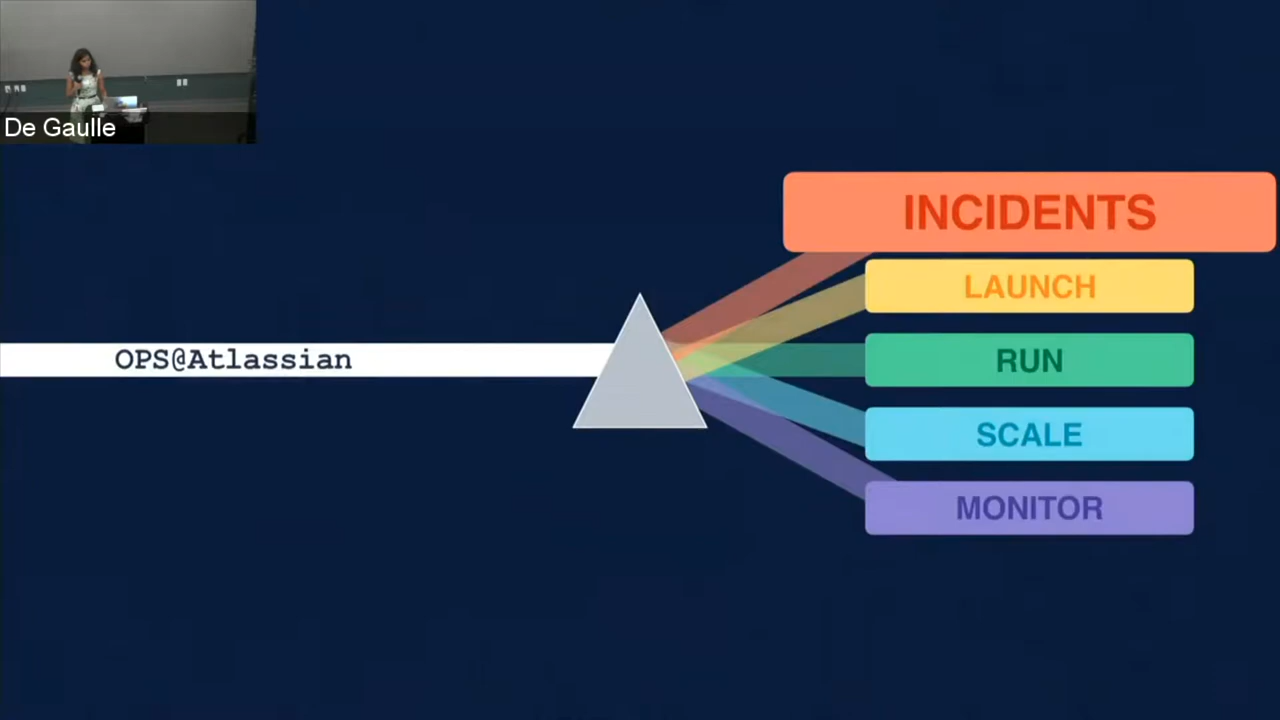 De Gaulle
INCIDENTS
LAUNCH
OPS@Atlassian
RUN
SCALE
MONITOR